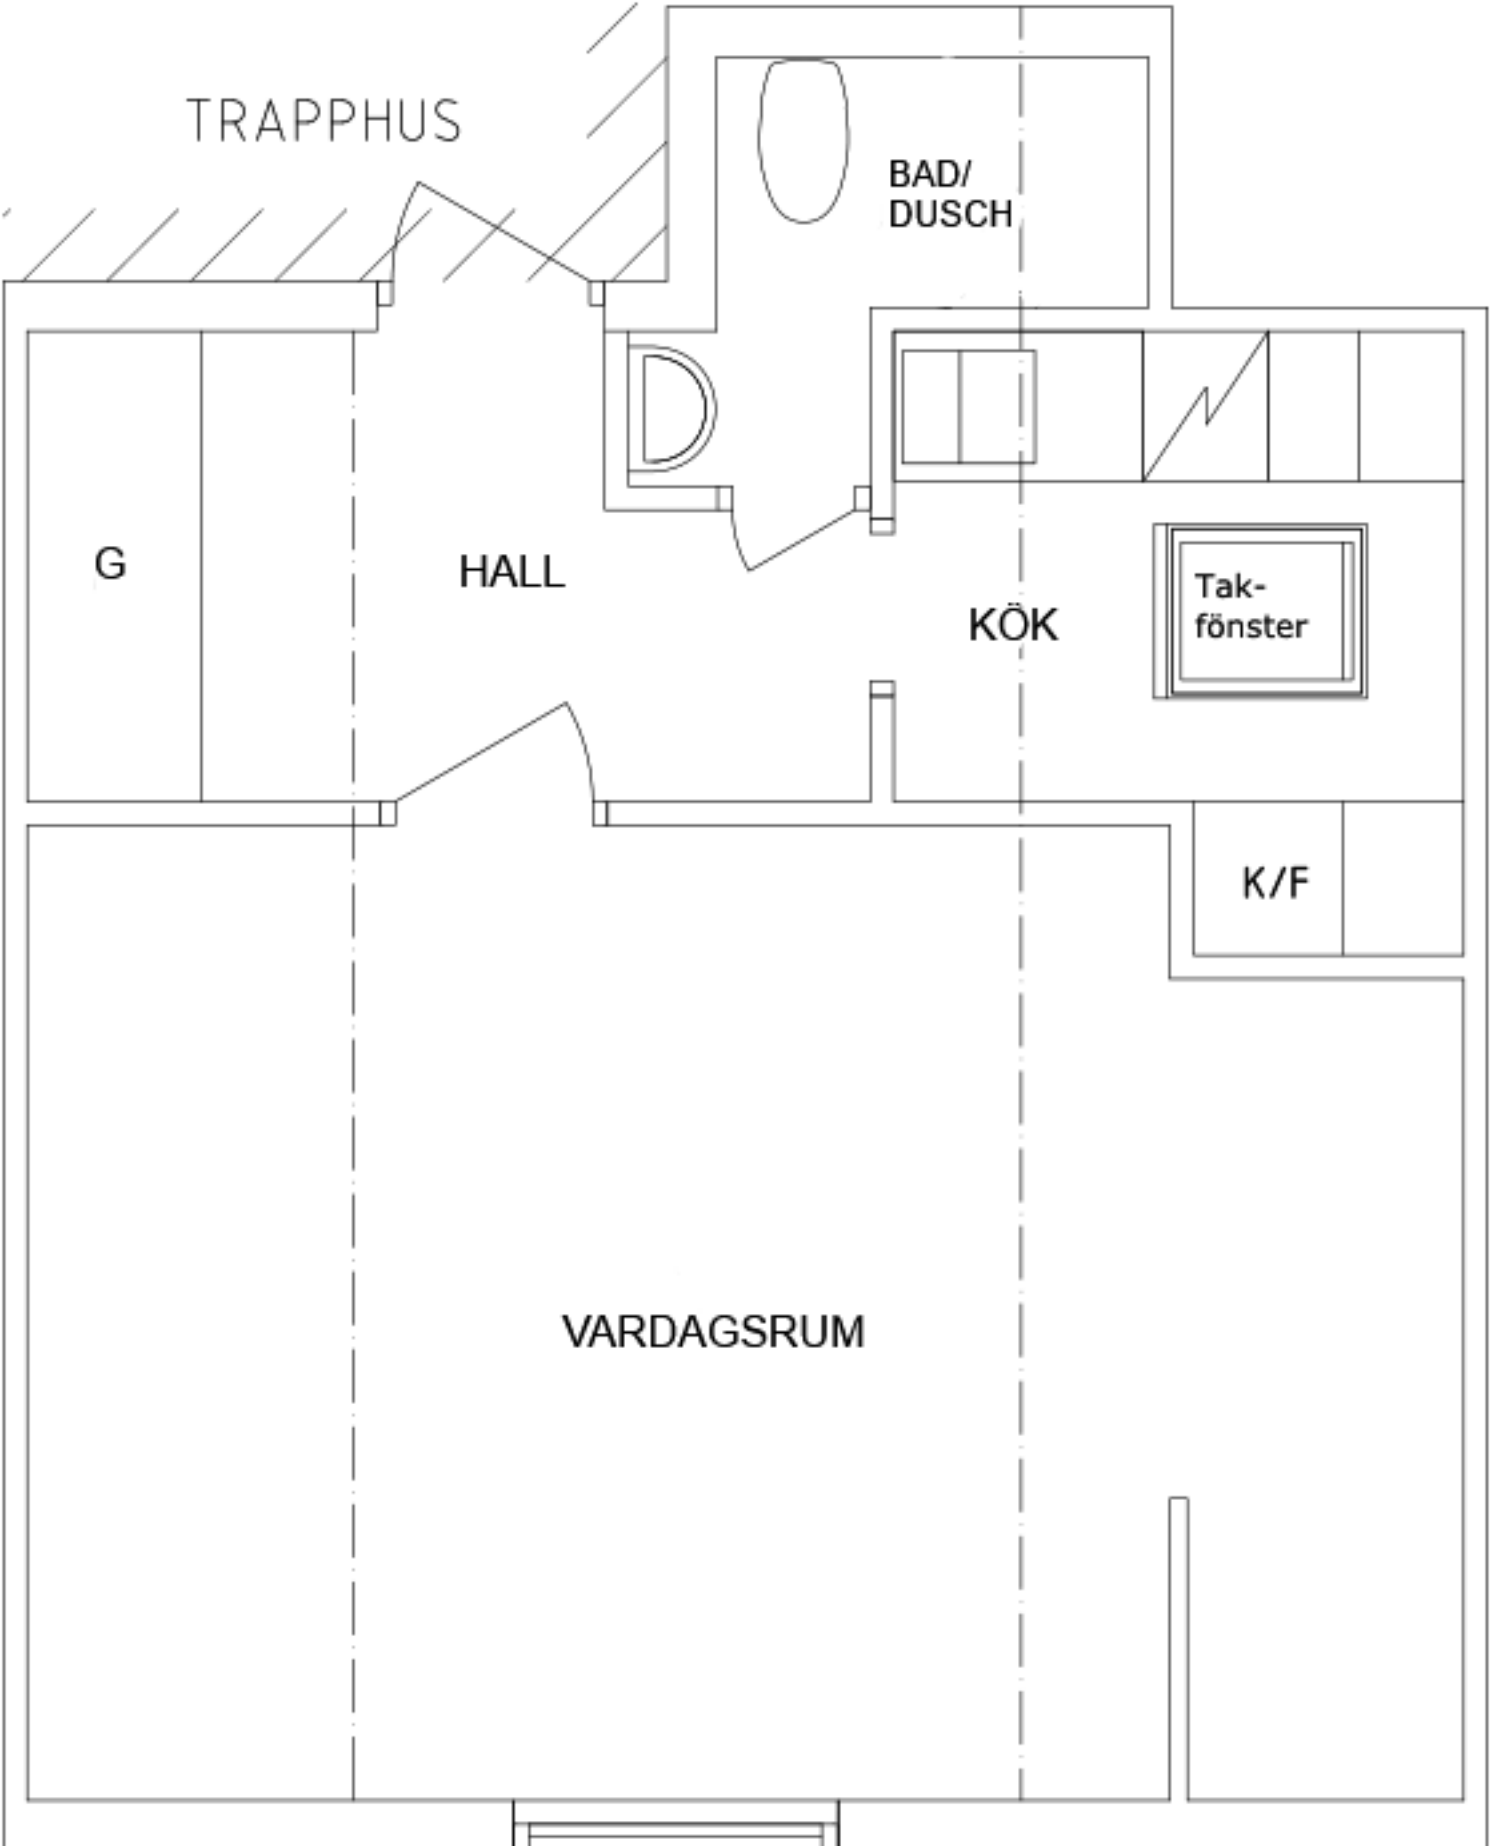 TRAPPHUS
BAD/
DUSCH
G
HALL
KÖK
Tak-
fönster
K/F
VARDAGSRUM